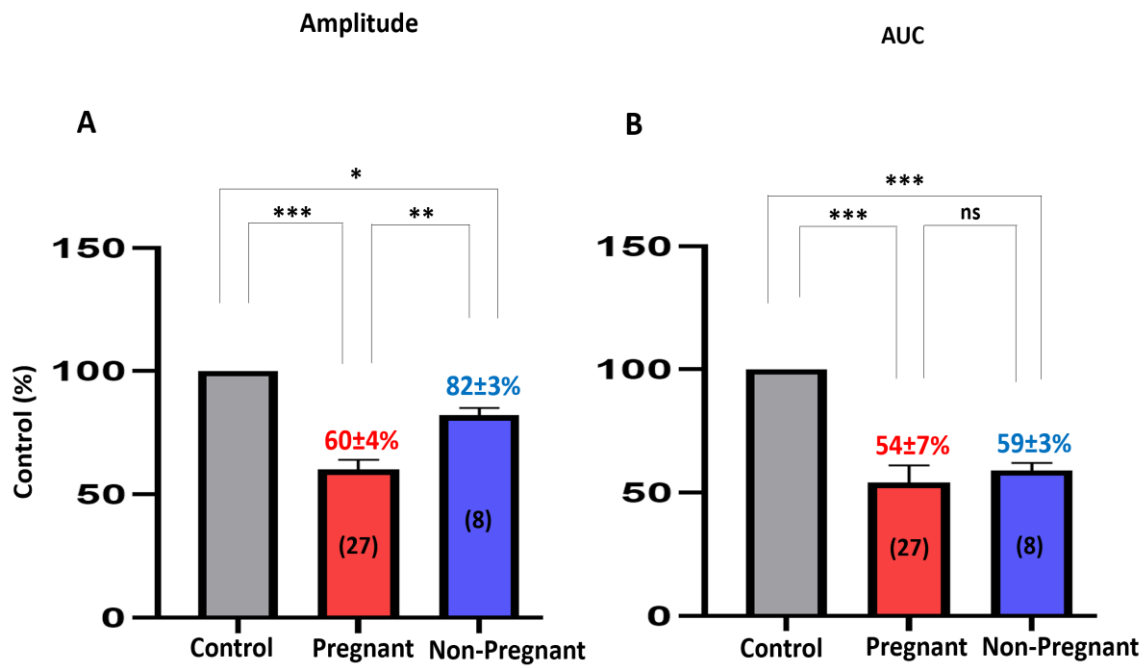 Amplitude
AUC
A
B
*
***
***
**
***
ns
150
150
100
100
82±3%
60±4%
54±7%
59±3%
Control (%)
50
50
(27)
(8)
(27)
(8)
0
0
Control
Pregnant
Non-Pregnant
Control
Pregnant
Non-Pregnant